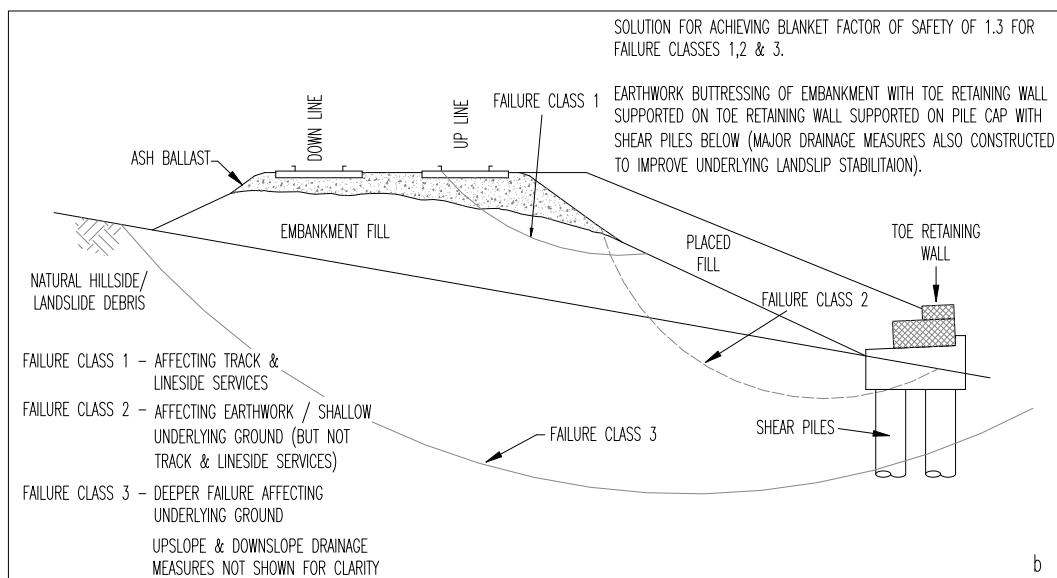 SOLUTION FOR ACHIEVING BLANKET FACTOR OF SAFETY OF 1.3 FOR
FAILURE CLASSES 1,2 & 3.
EARTHWORK BUTTRESSING OF EMBANKMENT WITH TOE RETAINING WALL
SUPPORTED ON TOE RETAINING WALL SUPPORTED ON PILE CAP WITH
SHEAR PILES BELOW (MAJOR DRAINAGE MEASURES ALSO CONSTRUCTED
TO IMPROVE UNDERLYING LANDSLIP STABILITAION).
FAILURE CLASS 1
DOWN LINE
UP LINE
ASH BALLAST
EMBANKMENT FILL
PLACED
FILL
TOE RETAINING
WALL
NATURAL HILLSIDE/
LANDSLIDE DEBRIS
FAILURE CLASS 2
FAILURE CLASS 1 – AFFECTING TRACK &
LINESIDE SERVICES
FAILURE CLASS 2 – AFFECTING EARTHWORK / SHALLOW
UNDERLYING GROUND (BUT NOT
TRACK & LINESIDE SERVICES)
FAILURE CLASS 3
SHEAR PILES
FAILURE CLASS 3 – DEEPER FAILURE AFFECTING
UNDERLYING GROUND
UPSLOPE & DOWNSLOPE DRAINAGE
MEASURES NOT SHOWN FOR CLARITY
b